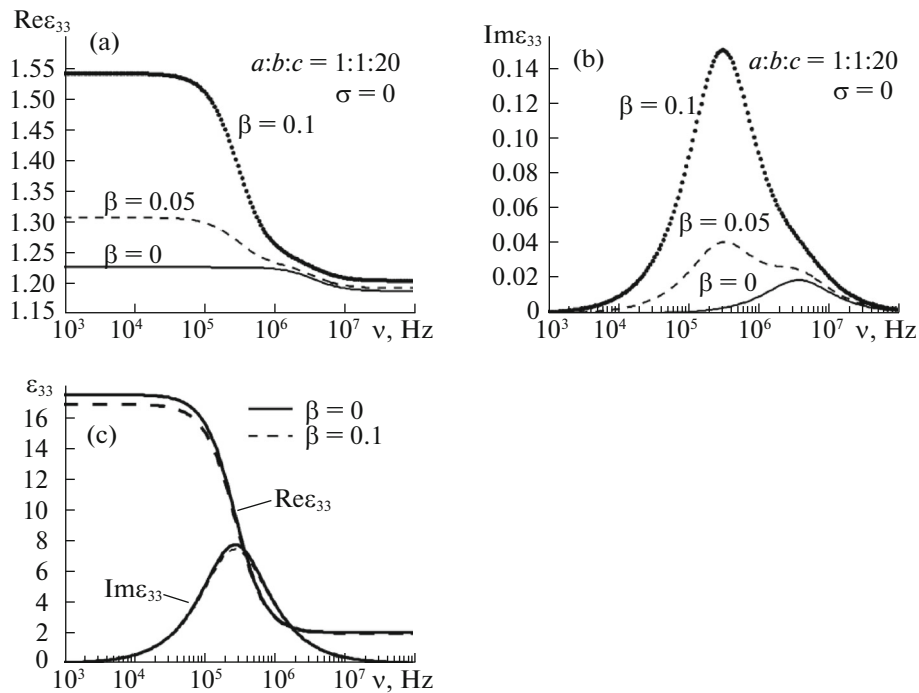 Reε₃₃
(a)
a:b:c = 1:1:20
σ = 0
β = 0.1
β = 0.05
β = 0
1.55
1.50
1.45
1.40
1.35
1.30
1.25
1.20
1.15
10³ 10⁴ 10⁵ 10⁶ 10⁷ ν, Hz
Imε₃₃
(b)
a:b:c = 1:1:20
σ = 0
β = 0.1
β = 0.05
β = 0
0.14
0.12
0.10
0.08
0.06
0.04
0.02
0
10³ 10⁴ 10⁵ 10⁶ 10⁷ ν, Hz
ε₃₃
(c)
β = 0
β = 0.1
Reε₃₃
Imε₃₃
16
14
12
10
8
6
4
2
0
10³ 10⁴ 10⁵ 10⁶ 10⁷ ν, Hz